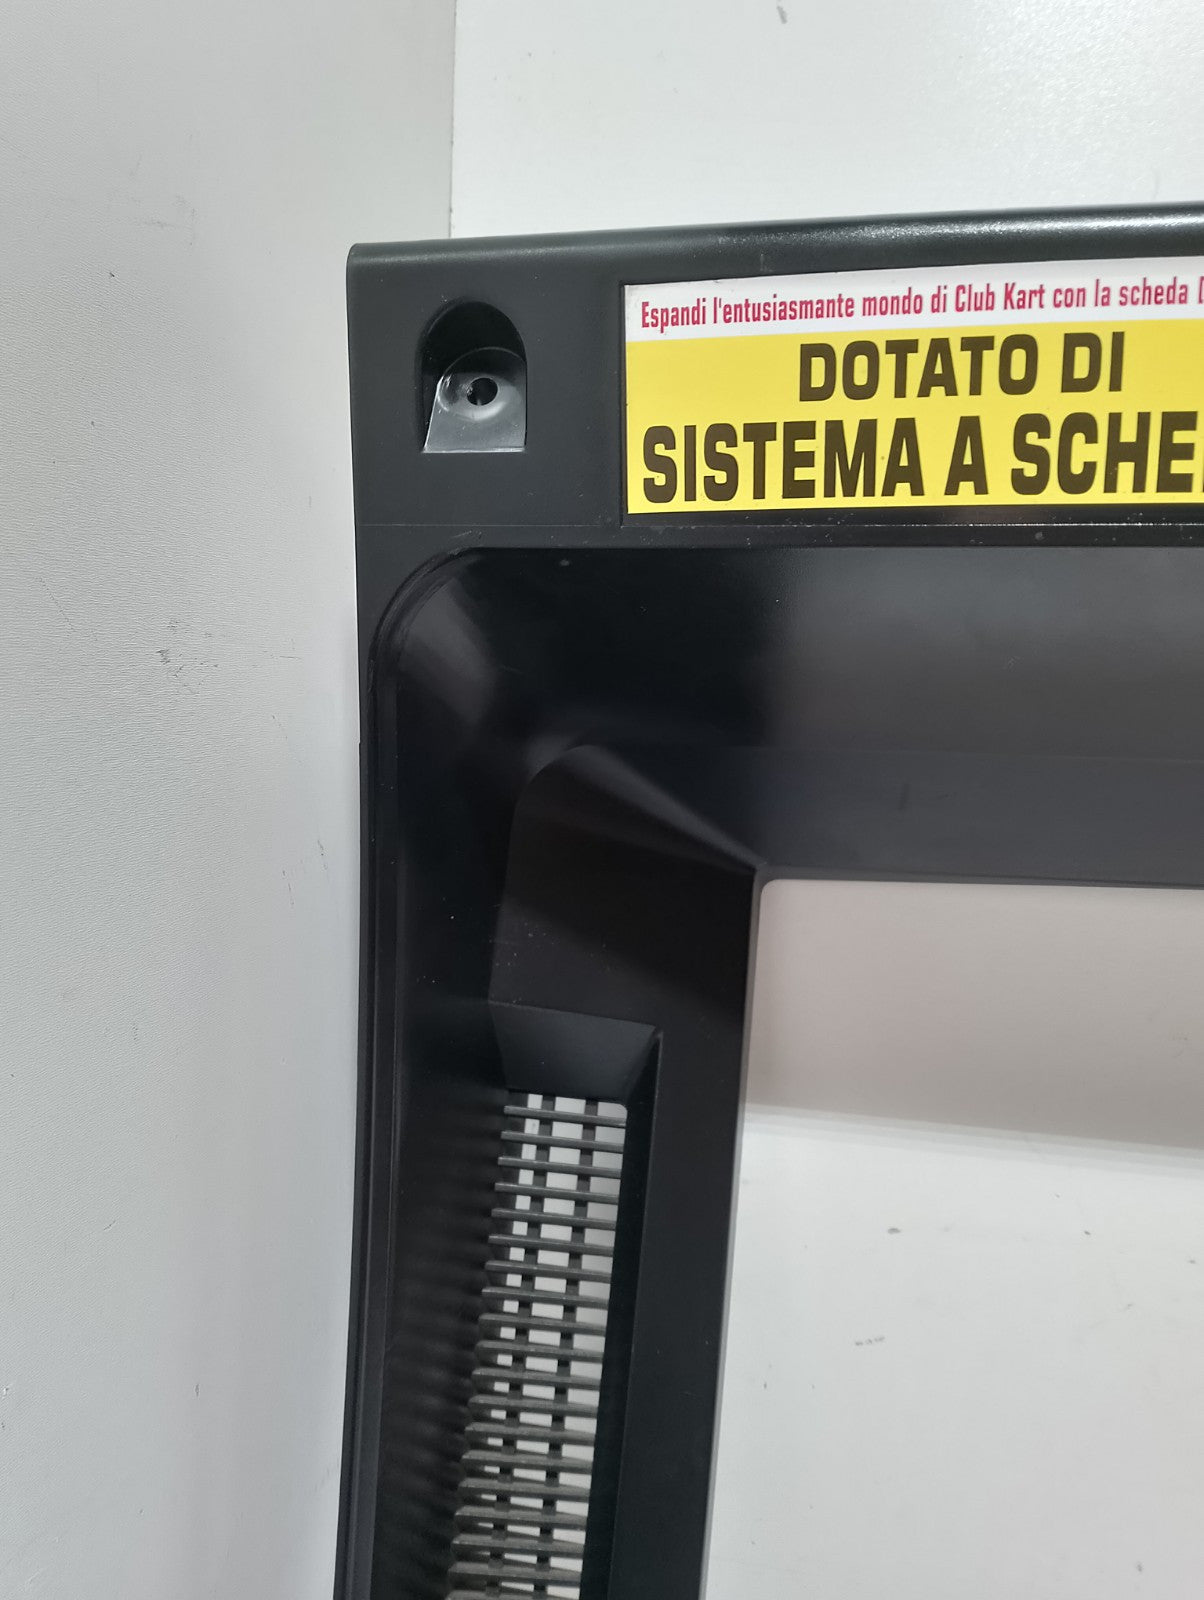 Espandi l'entusiasmante mondo di Club Kart con la scheda
DOTATO DI
SISTEMA A SCHE